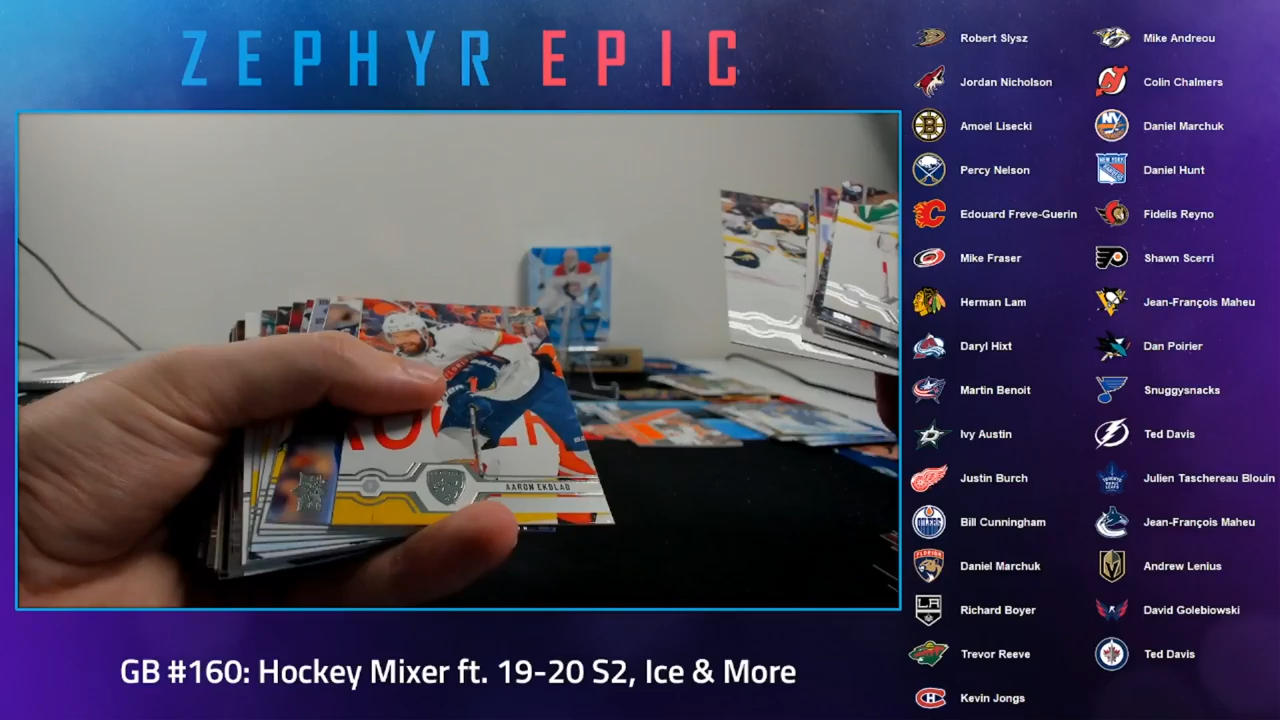 ZEPHYR EPIC
AARON EKBLAD
GB #160: Hockey Mixer ft. 19-20 S2, Ice & More
Robert Slysz
Jordan Nicholson
Amoel Lisecki
Percy Nelson
Edouard Freve-Guerin
Mike Fraser
Herman Lam
Daryl Hixt
Martin Benoit
Ivy Austin
Justin Burch
Bill Cunningham
Daniel Marchuk
Richard Boyer
Trevor Reeve
Kevin Jongs
Mike Andreou
Colin Chalmers
Daniel Marchuk
Daniel Hunt
Fidelis Reyno
Shawn Scerri
Jean-François Maheu
Dan Poirier
Snuggysnacks
Ted Davis
Julien Taschereau Blouin
Jean-François Maheu
Andrew Lenius
David Golebiowski
Ted Davis